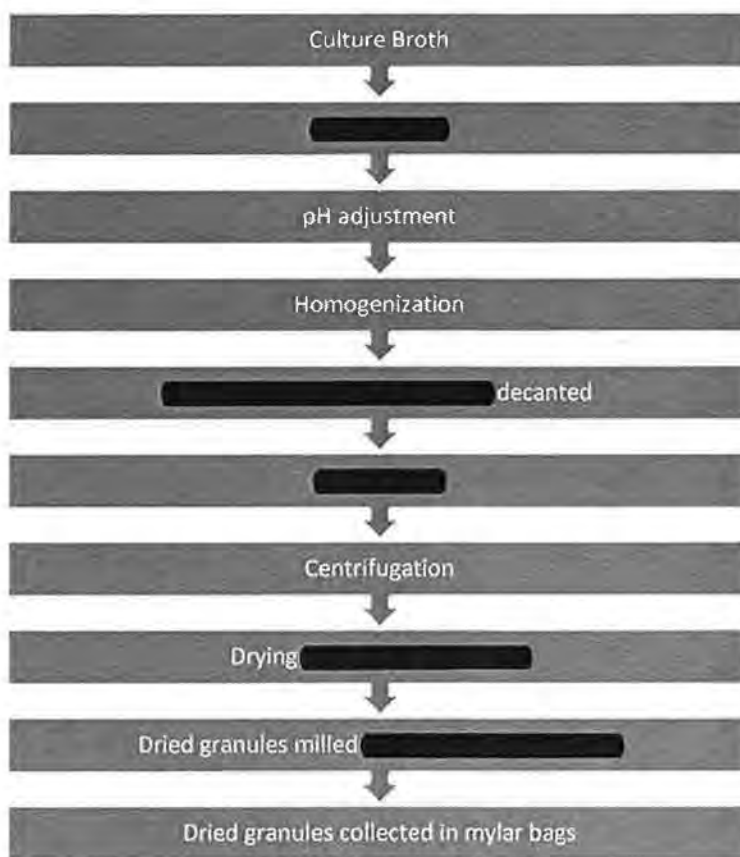 Culture Broth
pH adjustment
Homogenization
decanted
Centrifugation
Drying
Dried granules milled
Dried granules collected in mylar bags